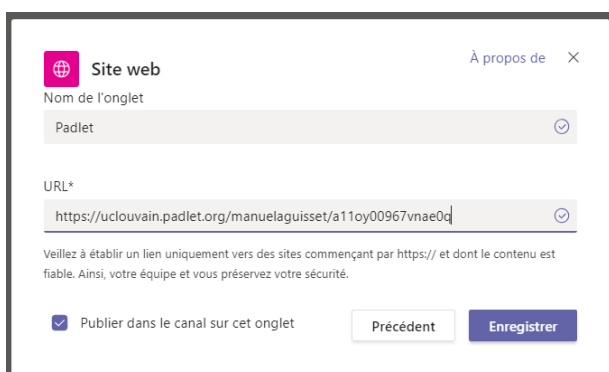 À propos de
Site web
Nom de l'onglet
Padlet
URL*
https://uclouvain.padlet.org/manuelaguisset/a11oy00967vnae0q
Veillez à établir un lien uniquement vers des sites commençant par https:// et dont le contenu est
fiable. Ainsi, votre équipe et vous préservez votre sécurité.
Publier dans le canal sur cet onglet
Précédent
Enregistrer